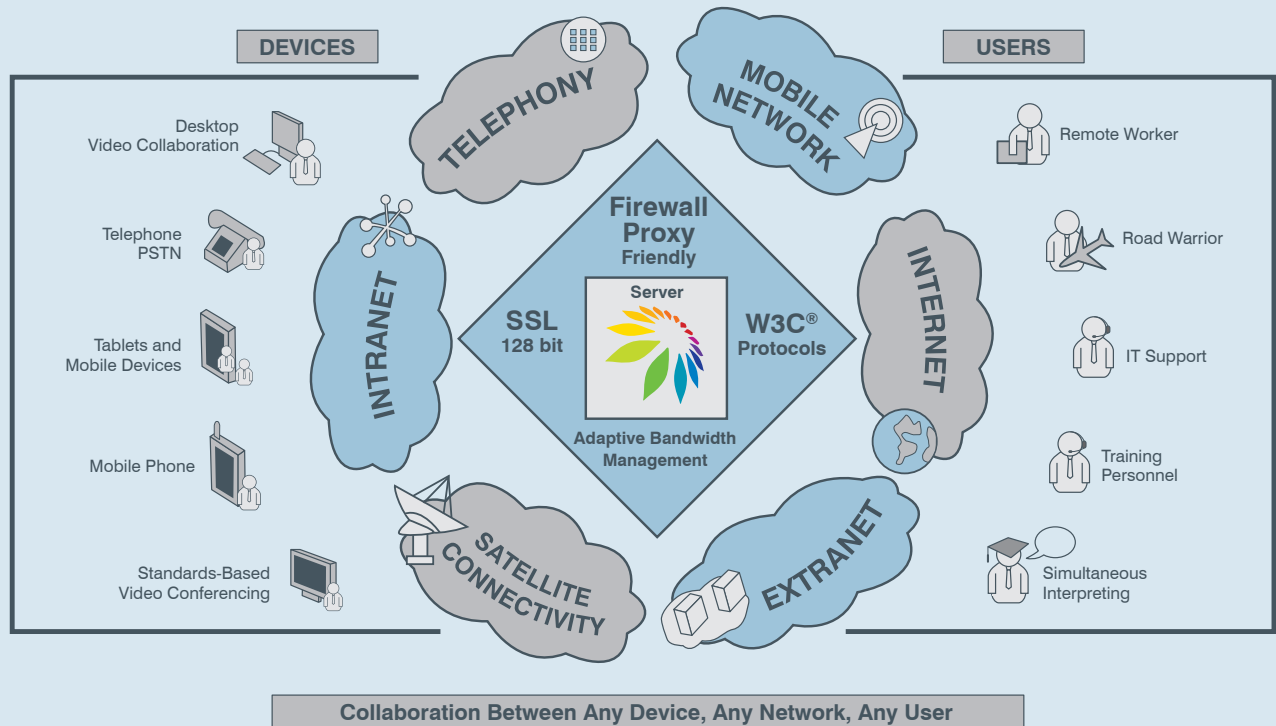 DEVICES
USERS
TELEPHONY
MOBILE
NETWORK
Desktop
Video Collaboration
Telephone
PSTN
Tablets and
Mobile Devices
Mobile Phone
Standards-Based
Video Conferencing
INTRANET
SATELLITE
CONNECTIVITY
Firewall
Proxy
Friendly
Server
SSL
128 bit
W3C®
Protocols
Adaptive Bandwidth
Management
INTERNET
EXTRANET
Remote Worker
Road Warrior
IT Support
Training
Personnel
Simultaneous
Interpreting
Collaboration Between Any Device, Any Network, Any User